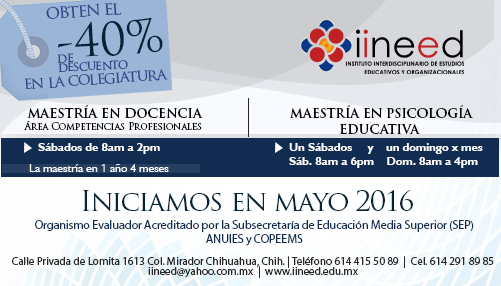 OBTEN EL
-40%
DE
DESCUENTO
EN LA COLEGIATURA
iineed
INSTITUTO INTERDISCIPLINARIO DE ESTUDIOS
EDUCATIVOS Y ORGANIZACIONALES
MAESTRÍA EN DOCENCIA
ÁREA COMPETENCIAS PROFESIONALES
Sábados de 8am a 2pm
La maestría en 1 año 4 meses
MAESTRÍA EN PSICOLOGÍA
EDUCATIVA
Un Sábados y un domingo x mes
Sáb. 8am a 6pm Dom. 8am a 4pm
INICIAMOS EN MAYO 2016
Organismo Evaluador Acreditado por la Subsecretaría de Educación Media Superior (SEP)
ANUIES y COPEEMS
Calle Privada de Lomita 1613 Col. Mirador Chihuahua, Chih. | Teléfono 614 415 50 89 | Cel. 614 291 89 85
iineed@yahoo.com.mx | www.iineed.edu.mx